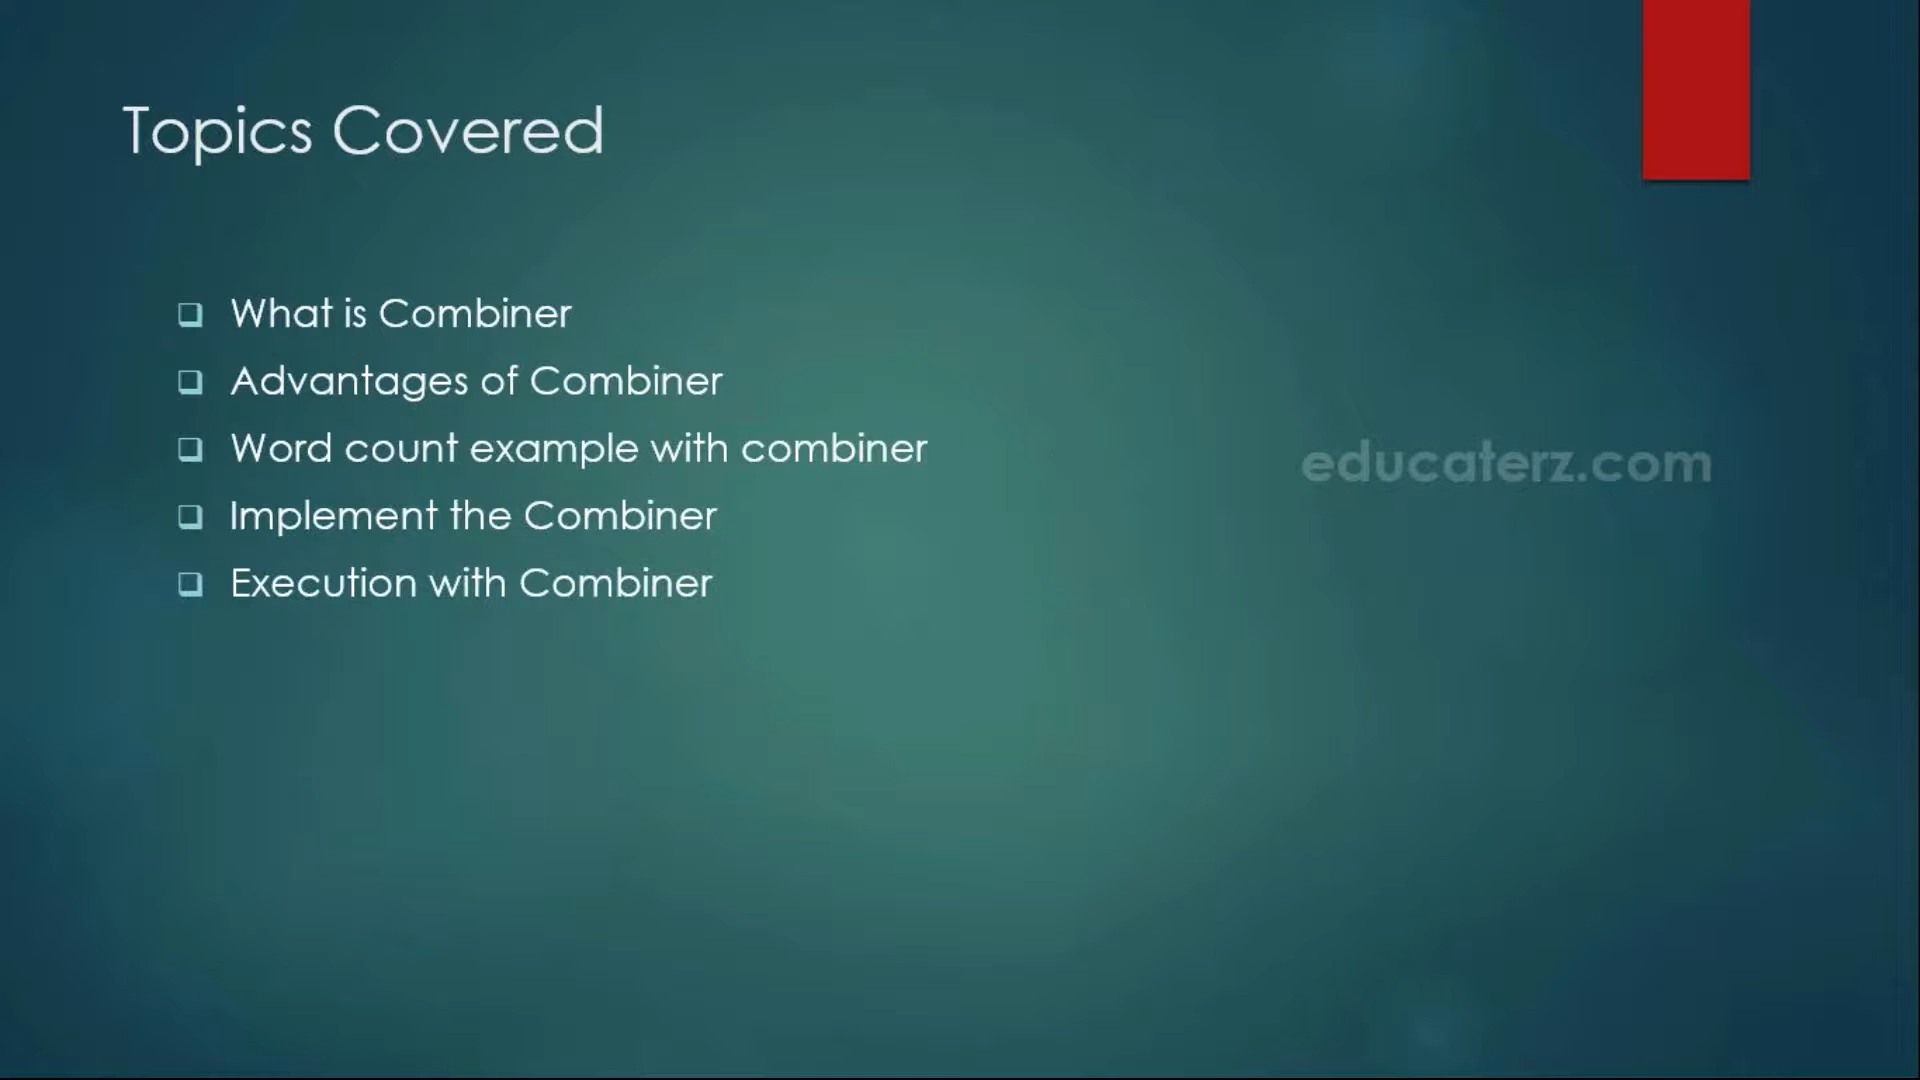 Topics Covered
What is Combiner
Advantages of Combiner
Word count example with combiner
educaterz.com
Implement the Combiner
Execution with Combiner